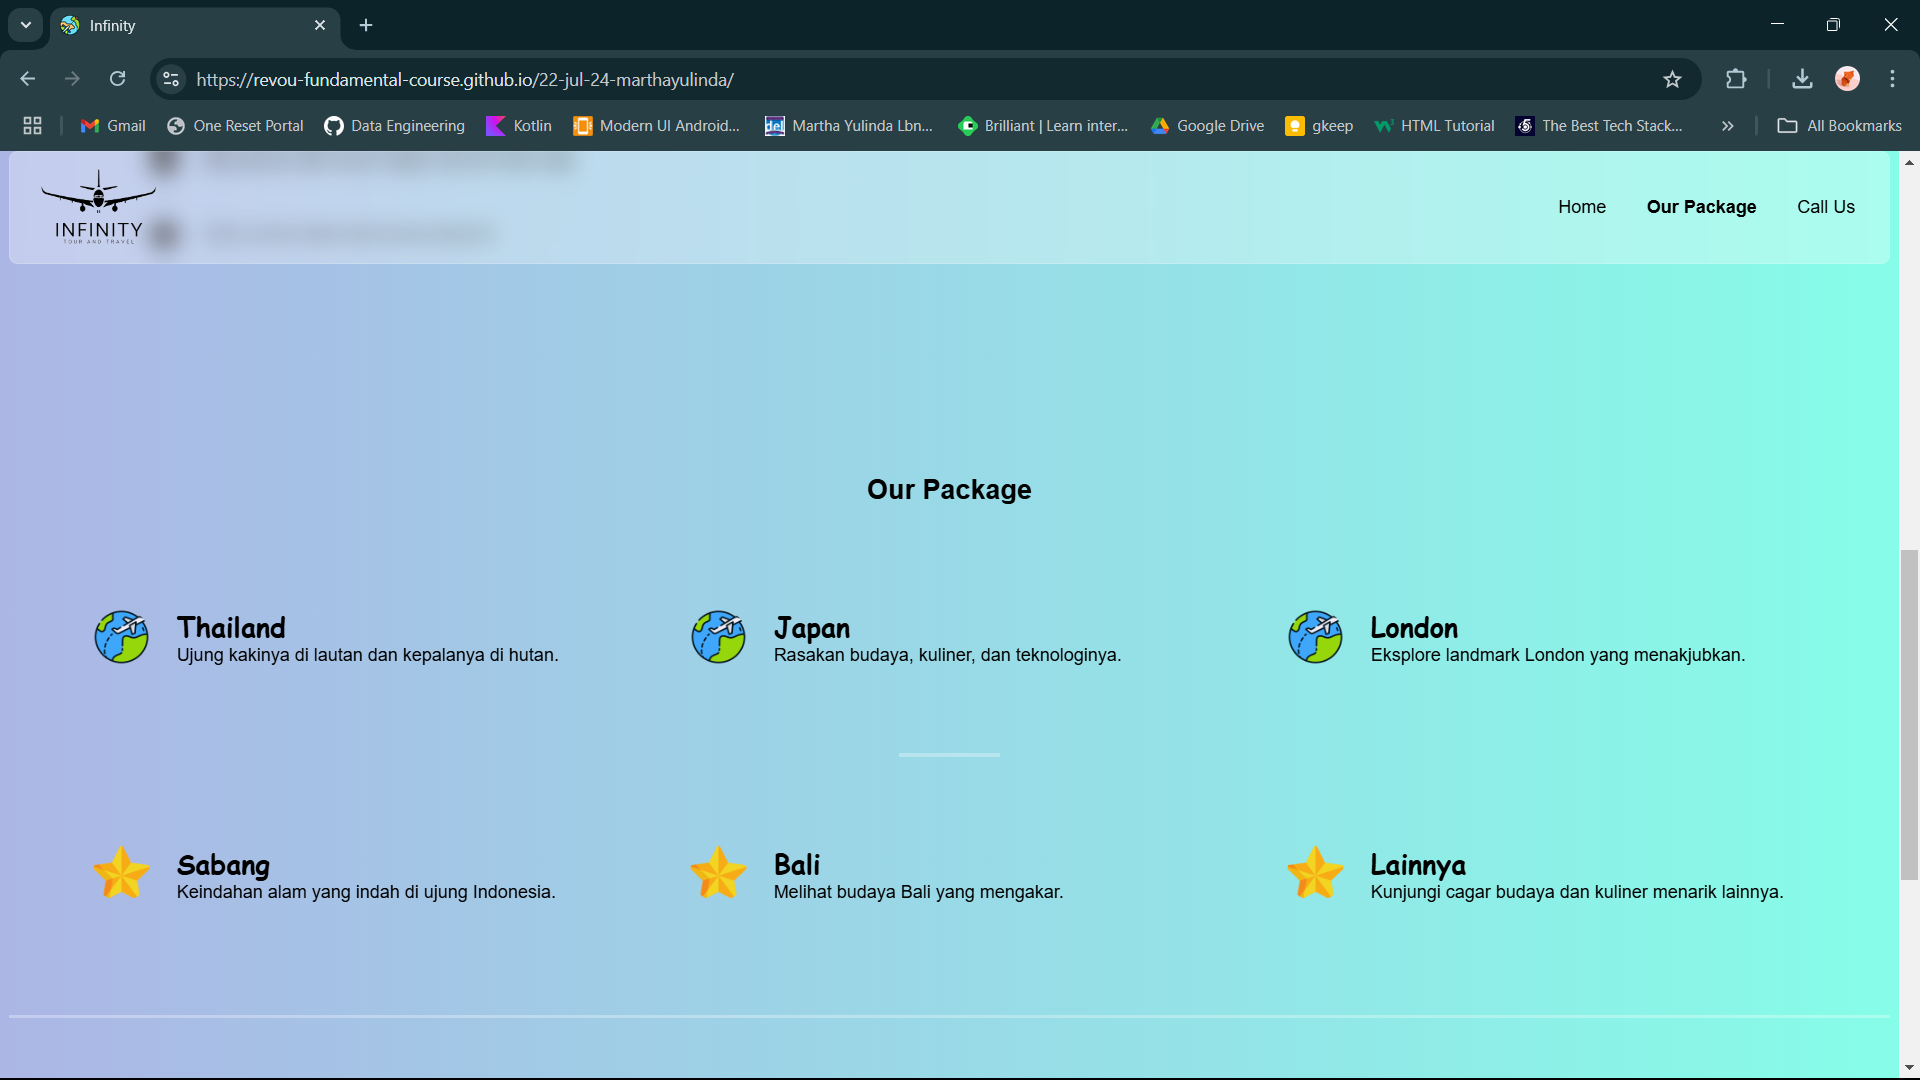 Infinity
https://revou-fundamental-course.github.io/22-jul-24-marthayulinda/
Gmail
One Reset Portal
Data Engineering
Kotlin
Modern UI Android...
del
Martha Yulinda Lbn...
Brilliant | Learn inter...
Google Drive
gkeep
HTML Tutorial
The Best Tech Stack...
All Bookmarks
INFINITY
TOUR AND TRAVEL
Home
Our Package
Call Us
Our Package
Thailand
Ujung kakinya di lautan dan kepalanya di hutan.
Japan
Rasakan budaya, kuliner, dan teknologinya.
London
Eksplore landmark London yang menakjubkan.
Sabang
Keindahan alam yang indah di ujung Indonesia.
Bali
Melihat budaya Bali yang mengakar.
Lainnya
Kunjungi cagar budaya dan kuliner menarik lainnya.